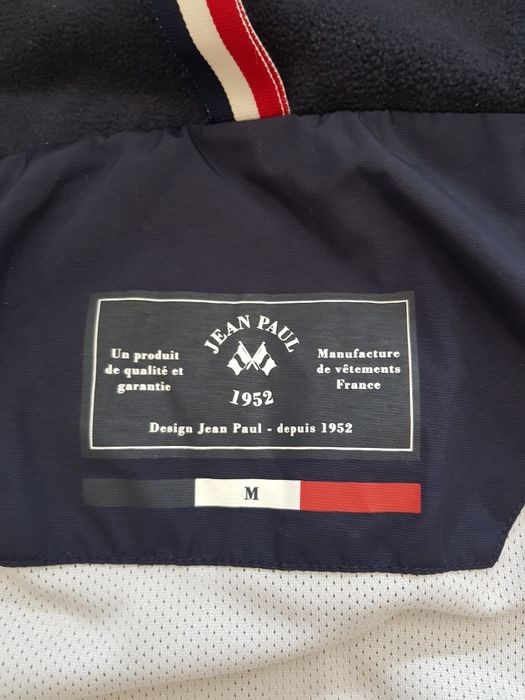 JEAN PAUL
1952
Un produit
de qualité et
garantie
Manufacture
de vêtements
France
Design Jean Paul - depuis 1952
M